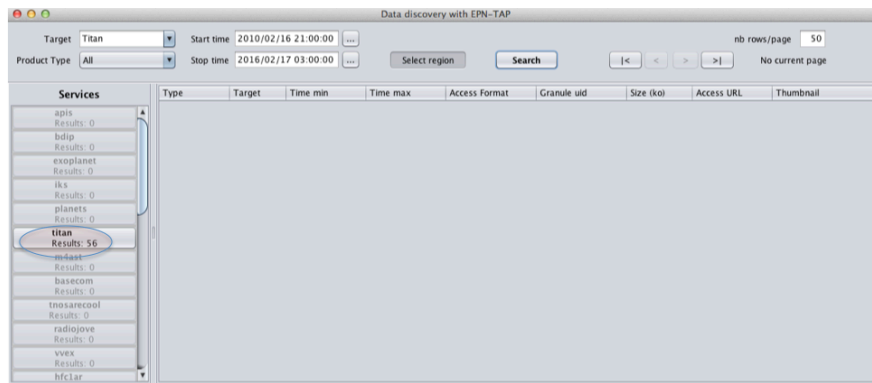 Data discovery with EPN-TAP
Target Titan Start time 2010/02/16 21:00:00 ... nb rows/page 50
Product Type All Stop time 2016/02/17 03:00:00 ... Select region Search |< < > >| No current page
Services Type Target Time min Time max Access Format Granule uid Size (ko) Access URL Thumbnail
apis
Results: 0
bdip
Results: 0
exoplanet
Results: 0
iks
Results: 0
planets
Results: 0
titan
Results: 56
m4ast
Results: 0
basecom
Results: 0
tnosarecool
Results: 0
radiojove
Results: 0
vvex
Results: 0
hfc1ar